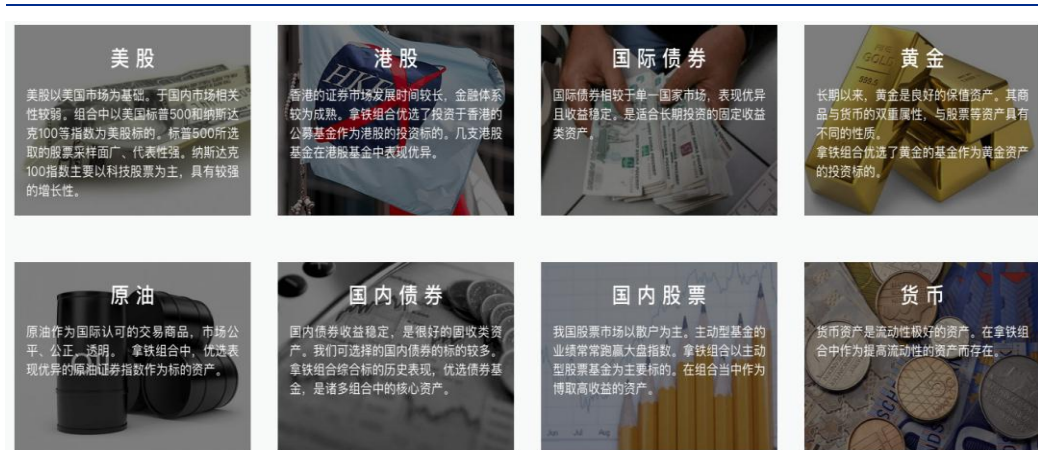 美股
美股以美国市场为基础。于国内市场相关
性较弱。组合中以美国标普500和纳斯达
克100等指数为美股标的。标普500所选
取的股票采样面广、代表性强。纳斯达克
100指数主要以科技股票为主，具有较强
的增长性。
港股
香港的证券市场发展时间较长，金融体系
较为成熟。拿铁组合优选了投资于香港的
公募基金作为港股的投资标的。几支港股
基金在港股基金中表现优异。
国际债券
国际债券相较于单一国家市场，表现优异
且收益稳定。是适合长期投资的固定收益
类资产。
黄金
长期以来，黄金是良好的保值资产。其商
品与货币的双重属性，与股票等资产具有
不同的性质。
拿铁组合优选了黄金的基金作为黄金资产
的投资标的。
原油
原油作为国际认可的交易商品，市场公
平、公正、透明。 拿铁组合中，优选表
现优异的原油证券指数作为标的资产。
国内债券
国内债券收益稳定，是很好的固收类资
产。我们可选择的国内债券的标的较多。
拿铁组合综合标的历史表现，优选债券基
金，是诸多组合中的核心资产。
国内股票
我国股票市场以散户为主。主动型基金的
业绩常常跑赢大盘指数。拿铁组合以主动
型股票基金为主要标的。在组合当中作为
博取高收益的资产。
Jun Jul Aug
货币
货币资产是流动性极好的资产。在拿铁组
合中作为提高流动性的资产而存在。